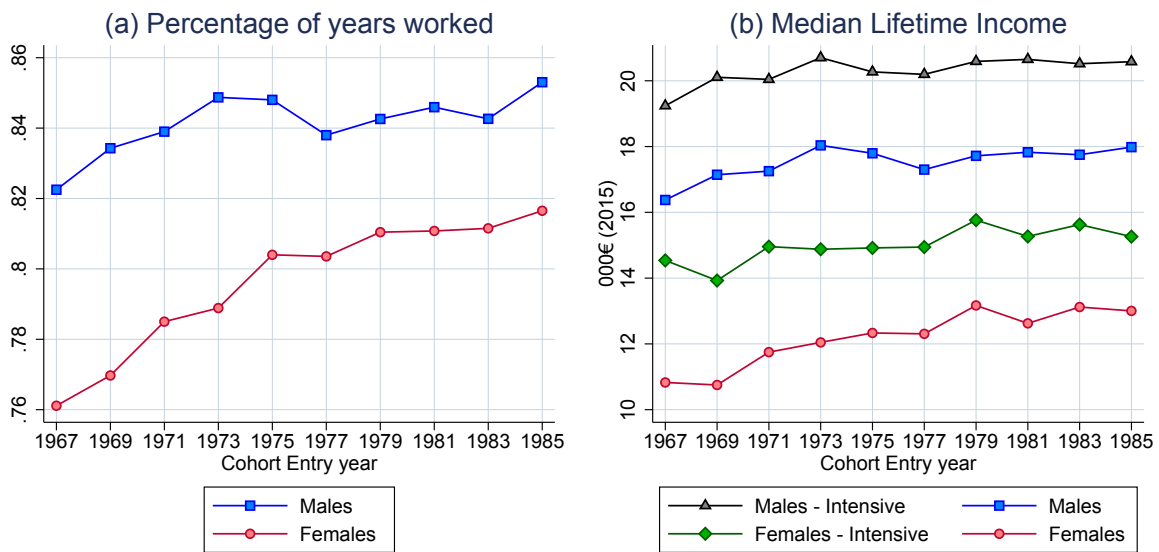 (a) Percentage of years worked
.86
.84
.82
.8
.78
.76
1967 1969 1971 1973 1975 1977 1979 1981 1983 1985
Cohort Entry year
Males
Females
(b) Median Lifetime Income
000€ (2015)
20
18
16
14
12
10
1967 1969 1971 1973 1975 1977 1979 1981 1983 1985
Cohort Entry year
Males - Intensive Males
Females - Intensive Females